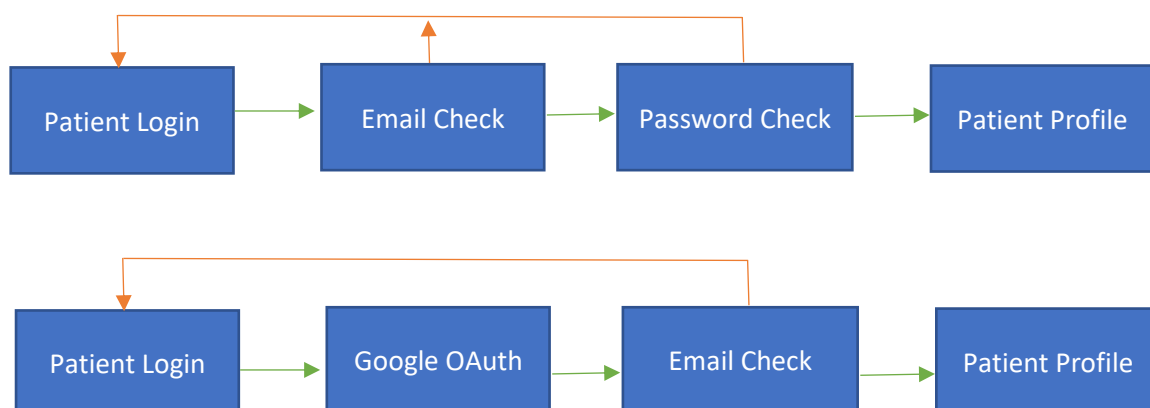 Patient Login
Email Check
Password Check
Patient Profile
Patient Login
Google OAuth
Email Check
Patient Profile